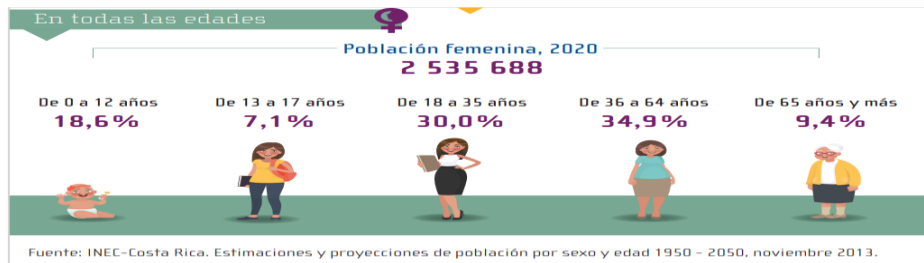 En todas las edades
Población femenina, 2020
2 535 688
De 0 a 12 años
18,6%
De 13 a 17 años
7,1%
De 18 a 35 años
30,0%
De 36 a 64 años
34,9%
De 65 años y más
9,4%
Fuente: INEC-Costa Rica. Estimaciones y proyecciones de población por sexo y edad 1950 - 2050, noviembre 2013.